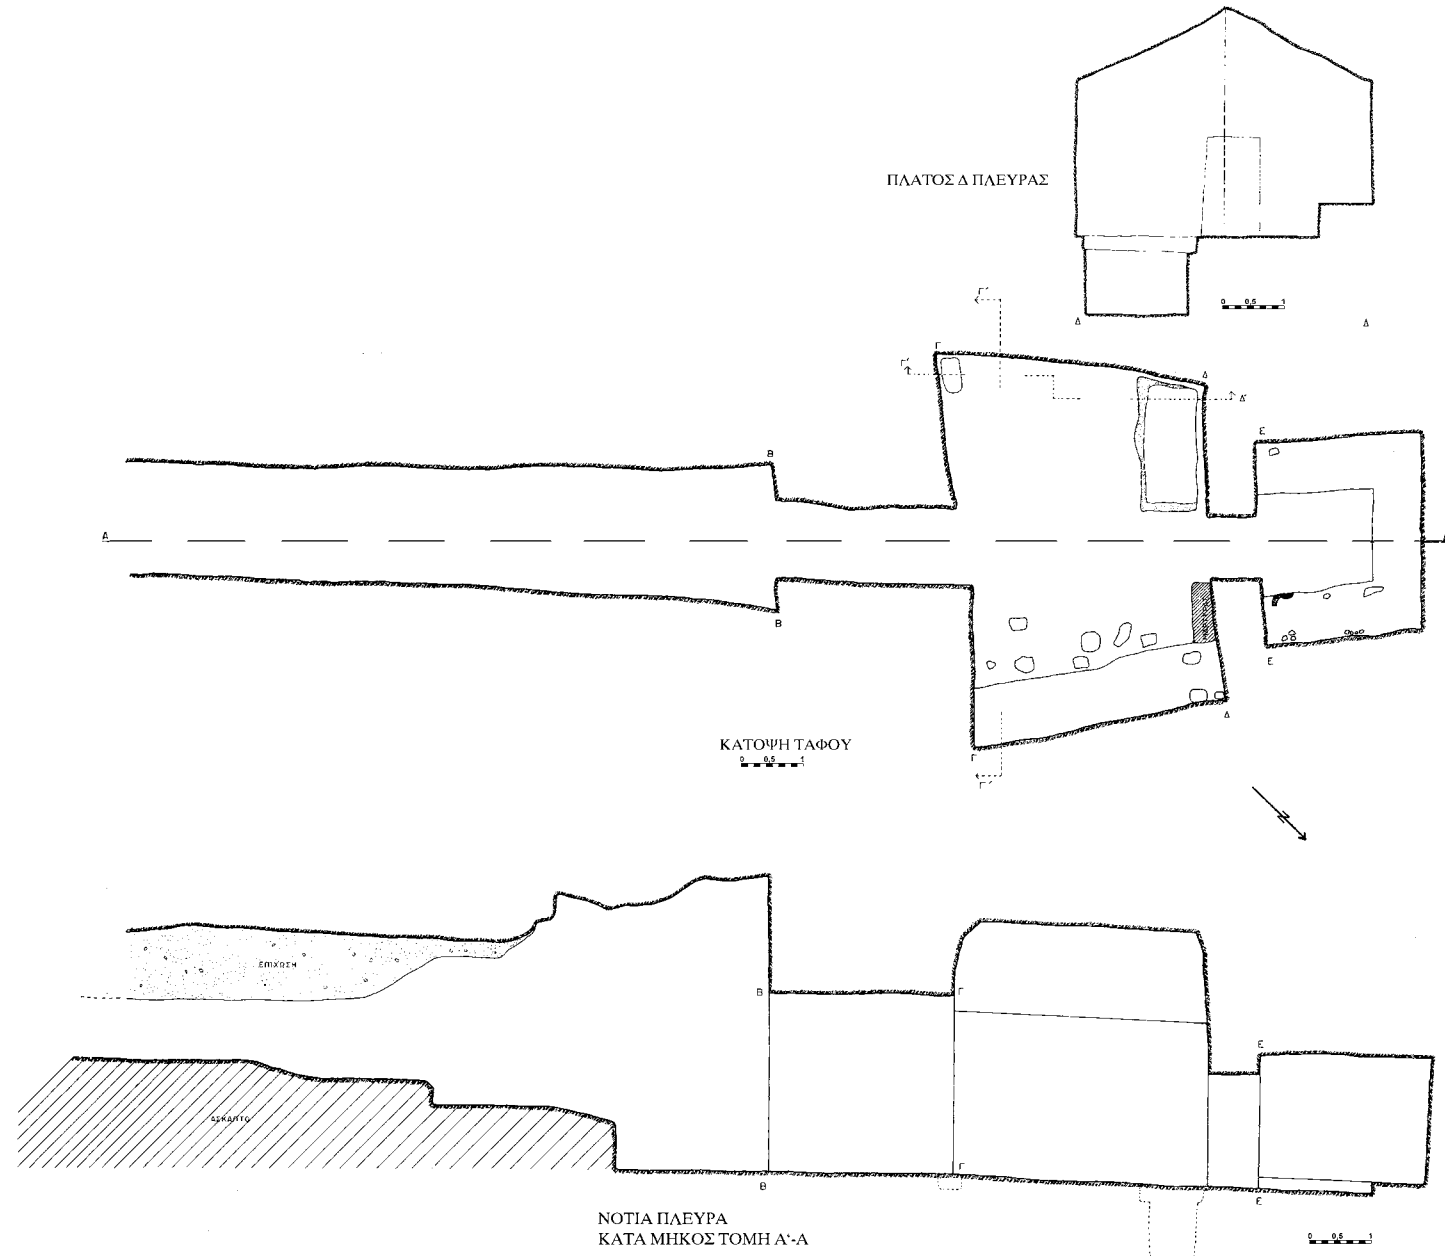 ΠΛΑΤΟΣ Δ ΠΛΕΥΡΑΣ
0 0,5 1
Δ Δ
Γ΄
Γ
Γ΄
Δ
Δ΄
Ε
Β
Α
Β
Ε
Δ
ΚΑΤΟΨΗ ΤΑΦΟΥ
0 0,5 1
Γ
Γ΄
Ν
ΕΠΙΧΩΣΗ
Β Γ
Ε
ΑΣΚΑΠΤΟ
Γ
Β
Ε
ΝΟΤΙΑ ΠΛΕΥΡΑ
ΚΑΤΑ ΜΗΚΟΣ ΤΟΜΗ Α΄-Α
0 0,5 1